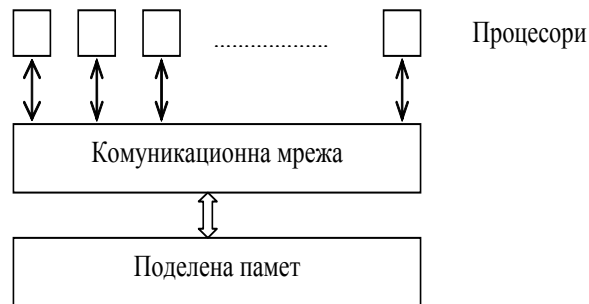 Процесори
Комуникационна мрежа
Поделена памет